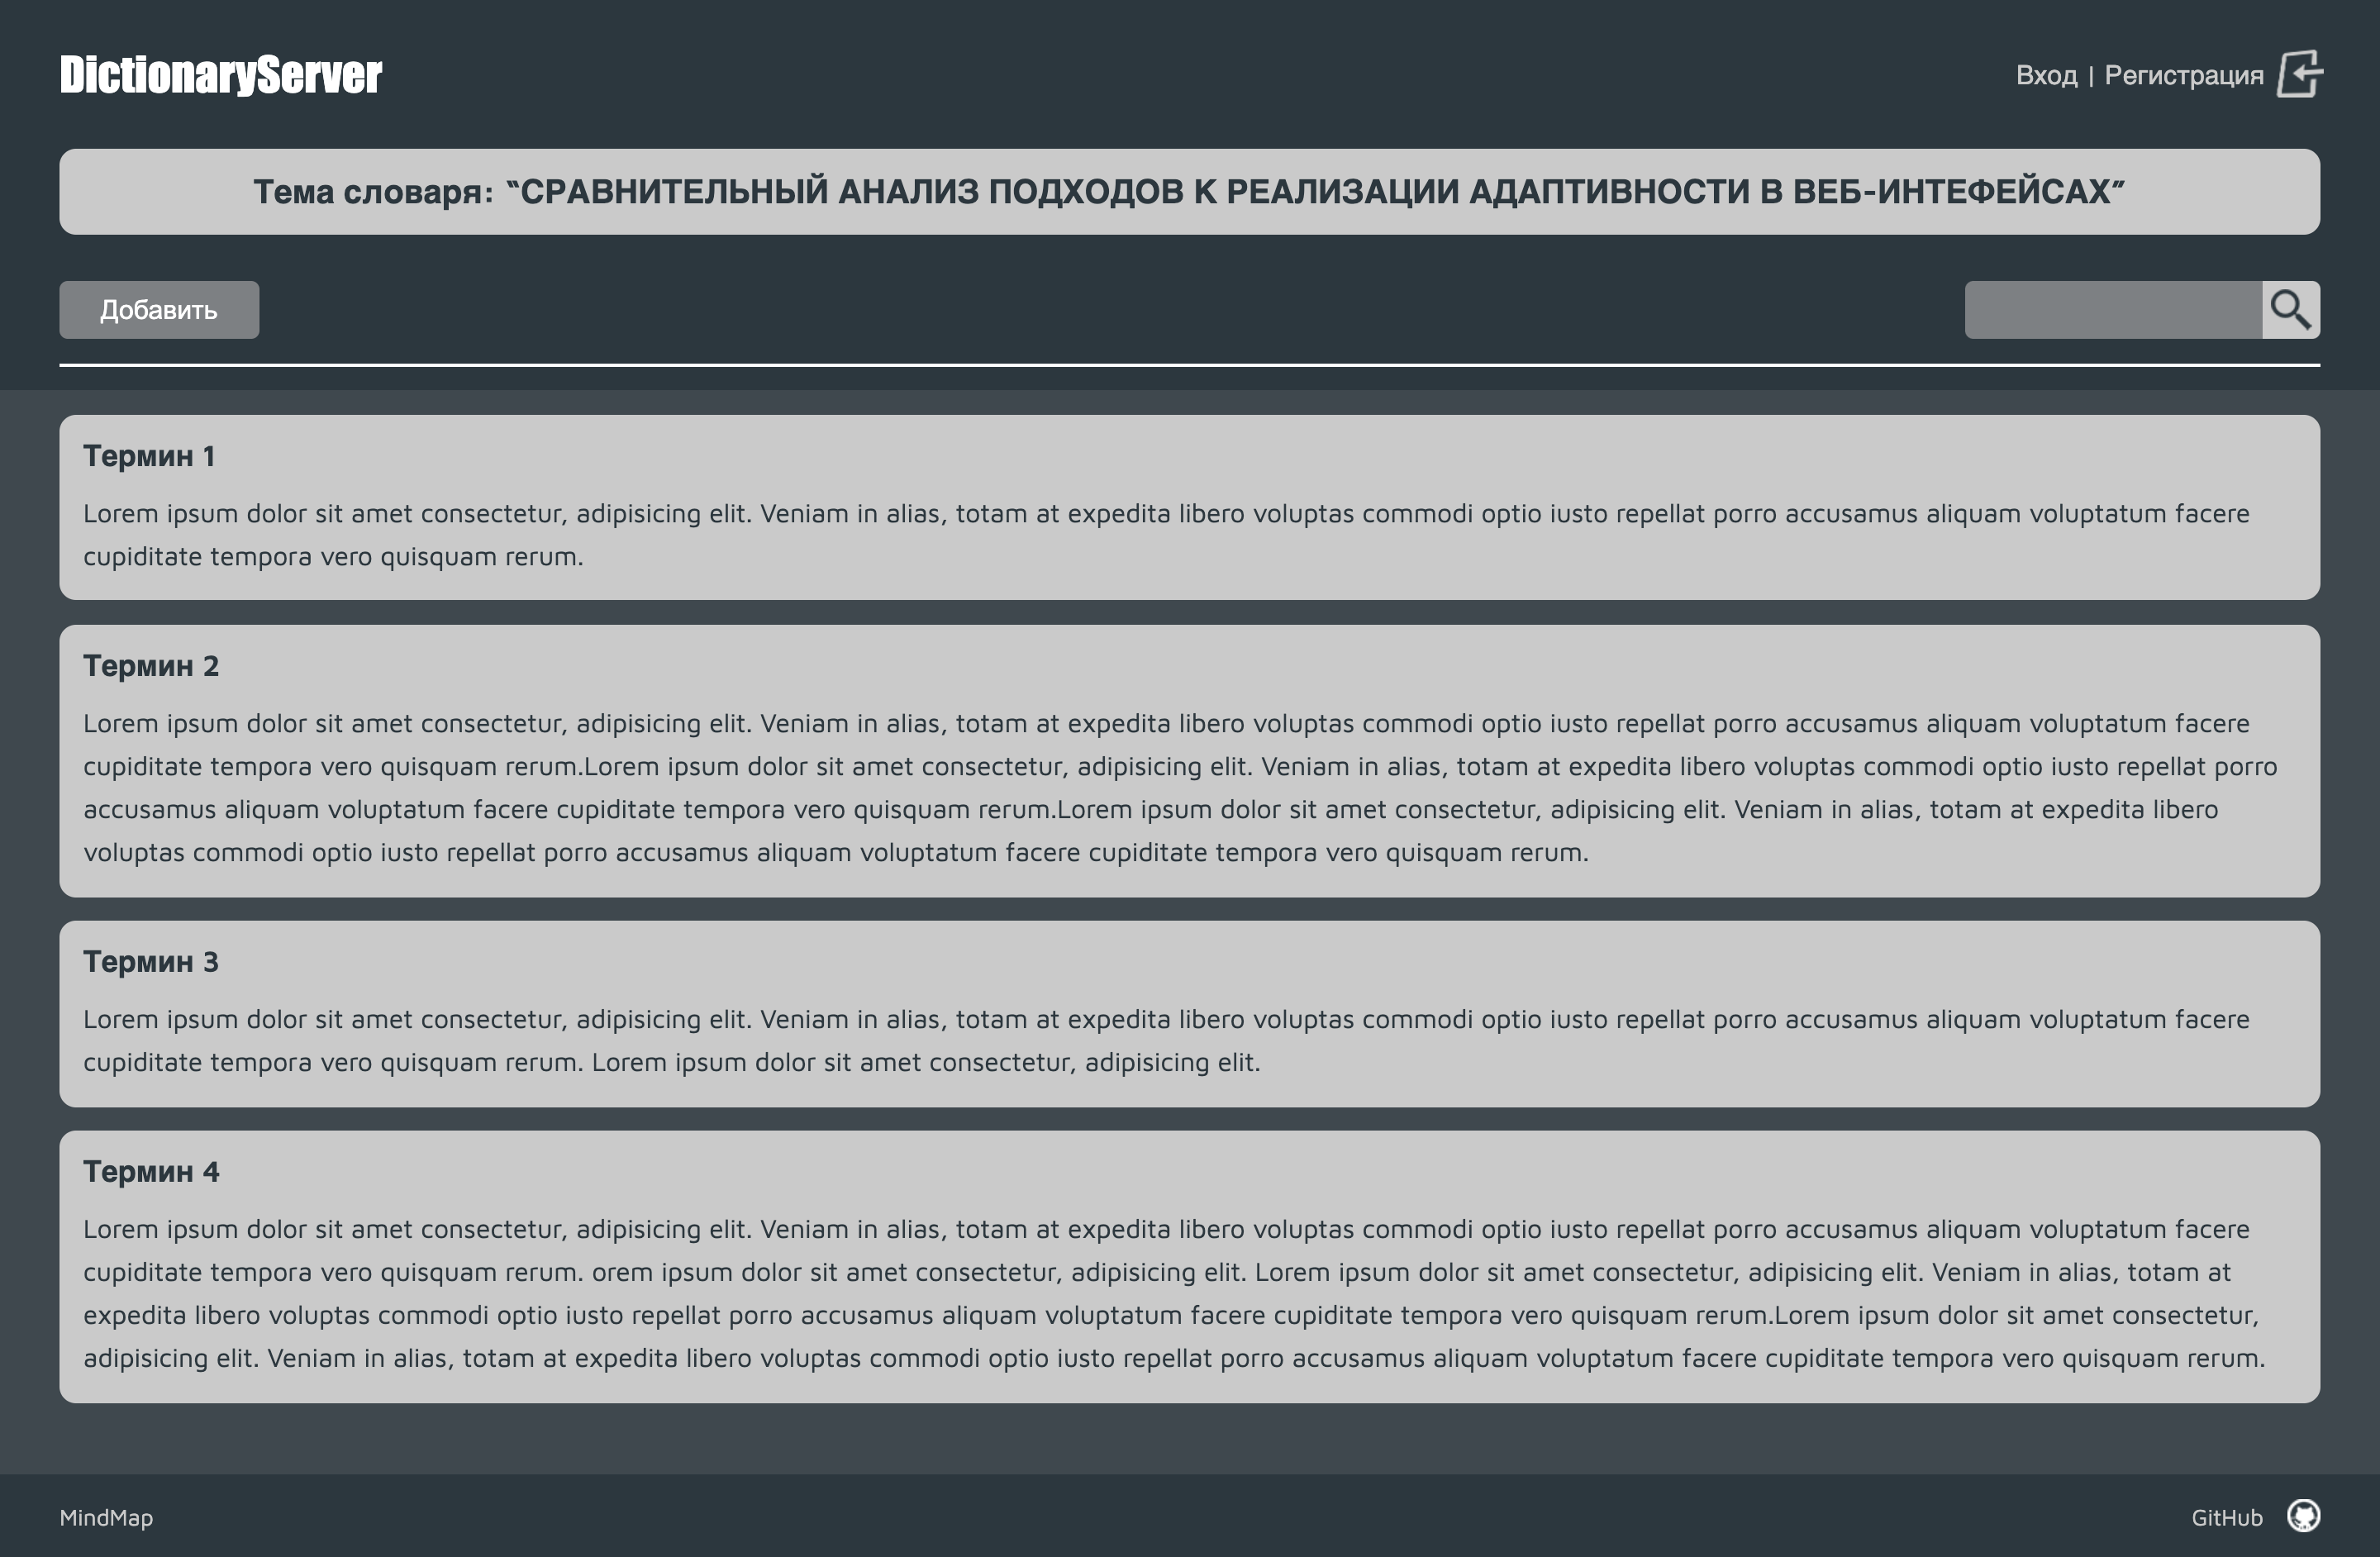 DictionaryServer
Вход | Регистрация
Тема словаря: “СРАВНИТЕЛЬНЫЙ АНАЛИЗ ПОДХОДОВ К РЕАЛИЗАЦИИ АДАПТИВНОСТИ В ВЕБ-ИНТЕФЕЙСАХ”
Добавить
Термин 1
Lorem ipsum dolor sit amet consectetur, adipisicing elit. Veniam in alias, totam at expedita libero voluptas commodi optio iusto repellat porro accusamus aliquam voluptatum facere
cupiditate tempora vero quisquam rerum.
Термин 2
Lorem ipsum dolor sit amet consectetur, adipisicing elit. Veniam in alias, totam at expedita libero voluptas commodi optio iusto repellat porro accusamus aliquam voluptatum facere
cupiditate tempora vero quisquam rerum.Lorem ipsum dolor sit amet consectetur, adipisicing elit. Veniam in alias, totam at expedita libero voluptas commodi optio iusto repellat porro
accusamus aliquam voluptatum facere cupiditate tempora vero quisquam rerum.Lorem ipsum dolor sit amet consectetur, adipisicing elit. Veniam in alias, totam at expedita libero
voluptas commodi optio iusto repellat porro accusamus aliquam voluptatum facere cupiditate tempora vero quisquam rerum.
Термин 3
Lorem ipsum dolor sit amet consectetur, adipisicing elit. Veniam in alias, totam at expedita libero voluptas commodi optio iusto repellat porro accusamus aliquam voluptatum facere
cupiditate tempora vero quisquam rerum. Lorem ipsum dolor sit amet consectetur, adipisicing elit.
Термин 4
Lorem ipsum dolor sit amet consectetur, adipisicing elit. Veniam in alias, totam at expedita libero voluptas commodi optio iusto repellat porro accusamus aliquam voluptatum facere
cupiditate tempora vero quisquam rerum. orem ipsum dolor sit amet consectetur, adipisicing elit. Lorem ipsum dolor sit amet consectetur, adipisicing elit. Veniam in alias, totam at
expedita libero voluptas commodi optio iusto repellat porro accusamus aliquam voluptatum facere cupiditate tempora vero quisquam rerum.Lorem ipsum dolor sit amet consectetur,
adipisicing elit. Veniam in alias, totam at expedita libero voluptas commodi optio iusto repellat porro accusamus aliquam voluptatum facere cupiditate tempora vero quisquam rerum.
MindMap
GitHub